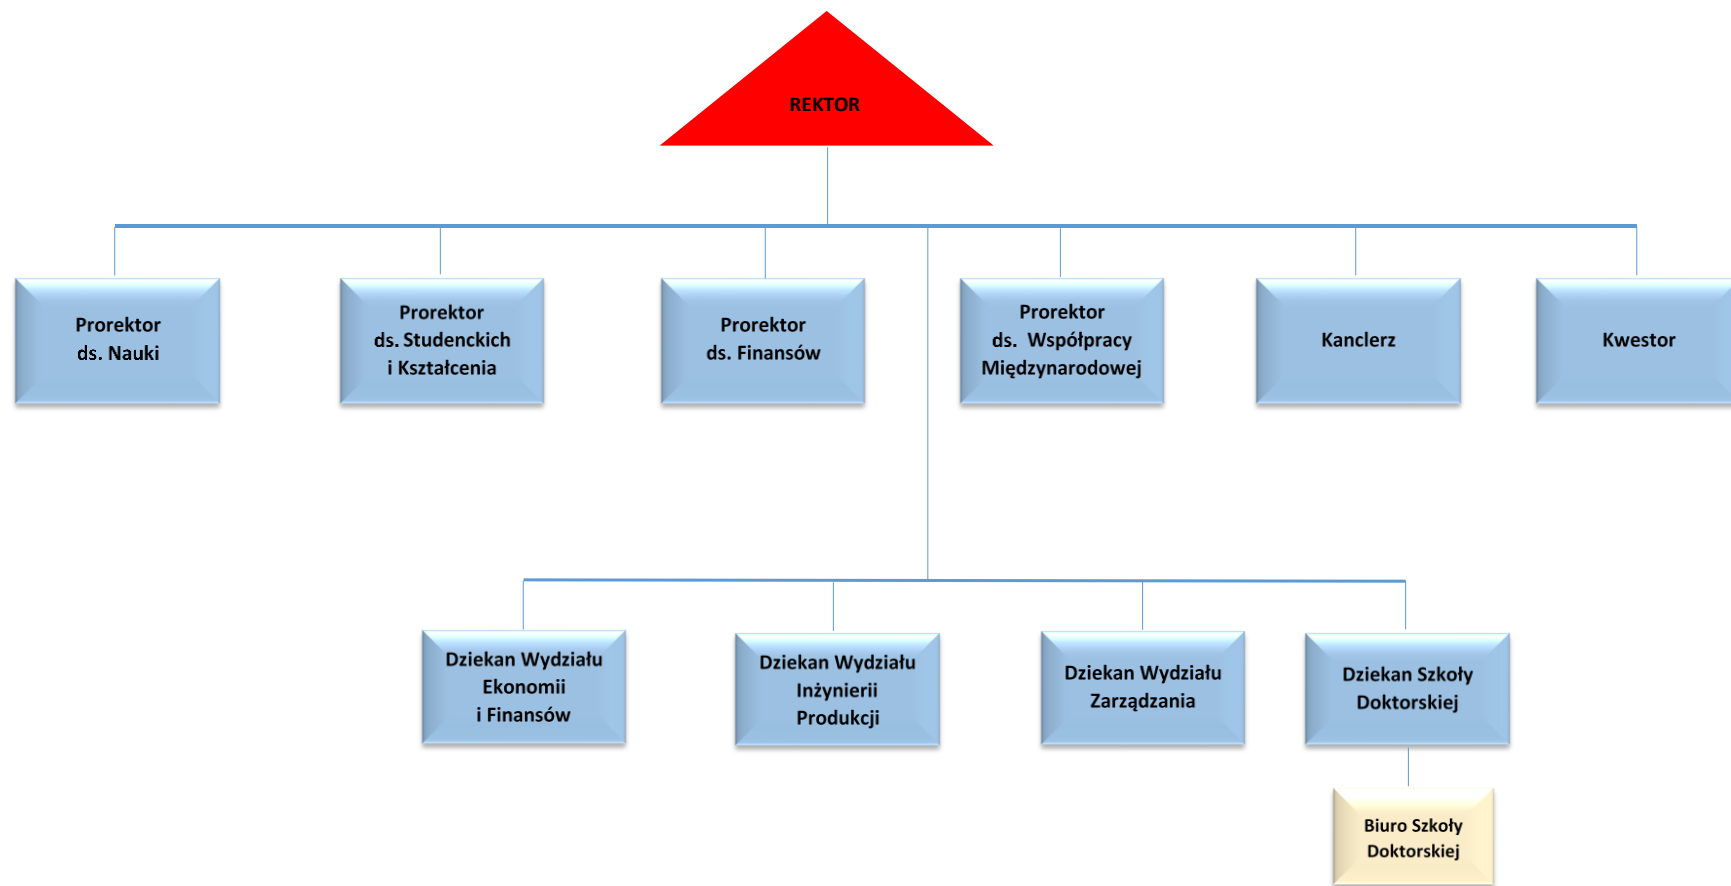 REKTOR
Prorektor
ds. Nauki
Prorektor
ds. Studenckich
i Kształcenia
Prorektor
ds. Finansów
Prorektor
ds. Współpracy
Międzynarodowej
Kanclerz
Kwestor
Dziekan Wydziału
Ekonomii
i Finansów
Dziekan Wydziału
Inżynierii
Produkcji
Dziekan Wydziału
Zarządzania
Dziekan Szkoły
Doktorskiej
Biuro Szkoły
Doktorskiej